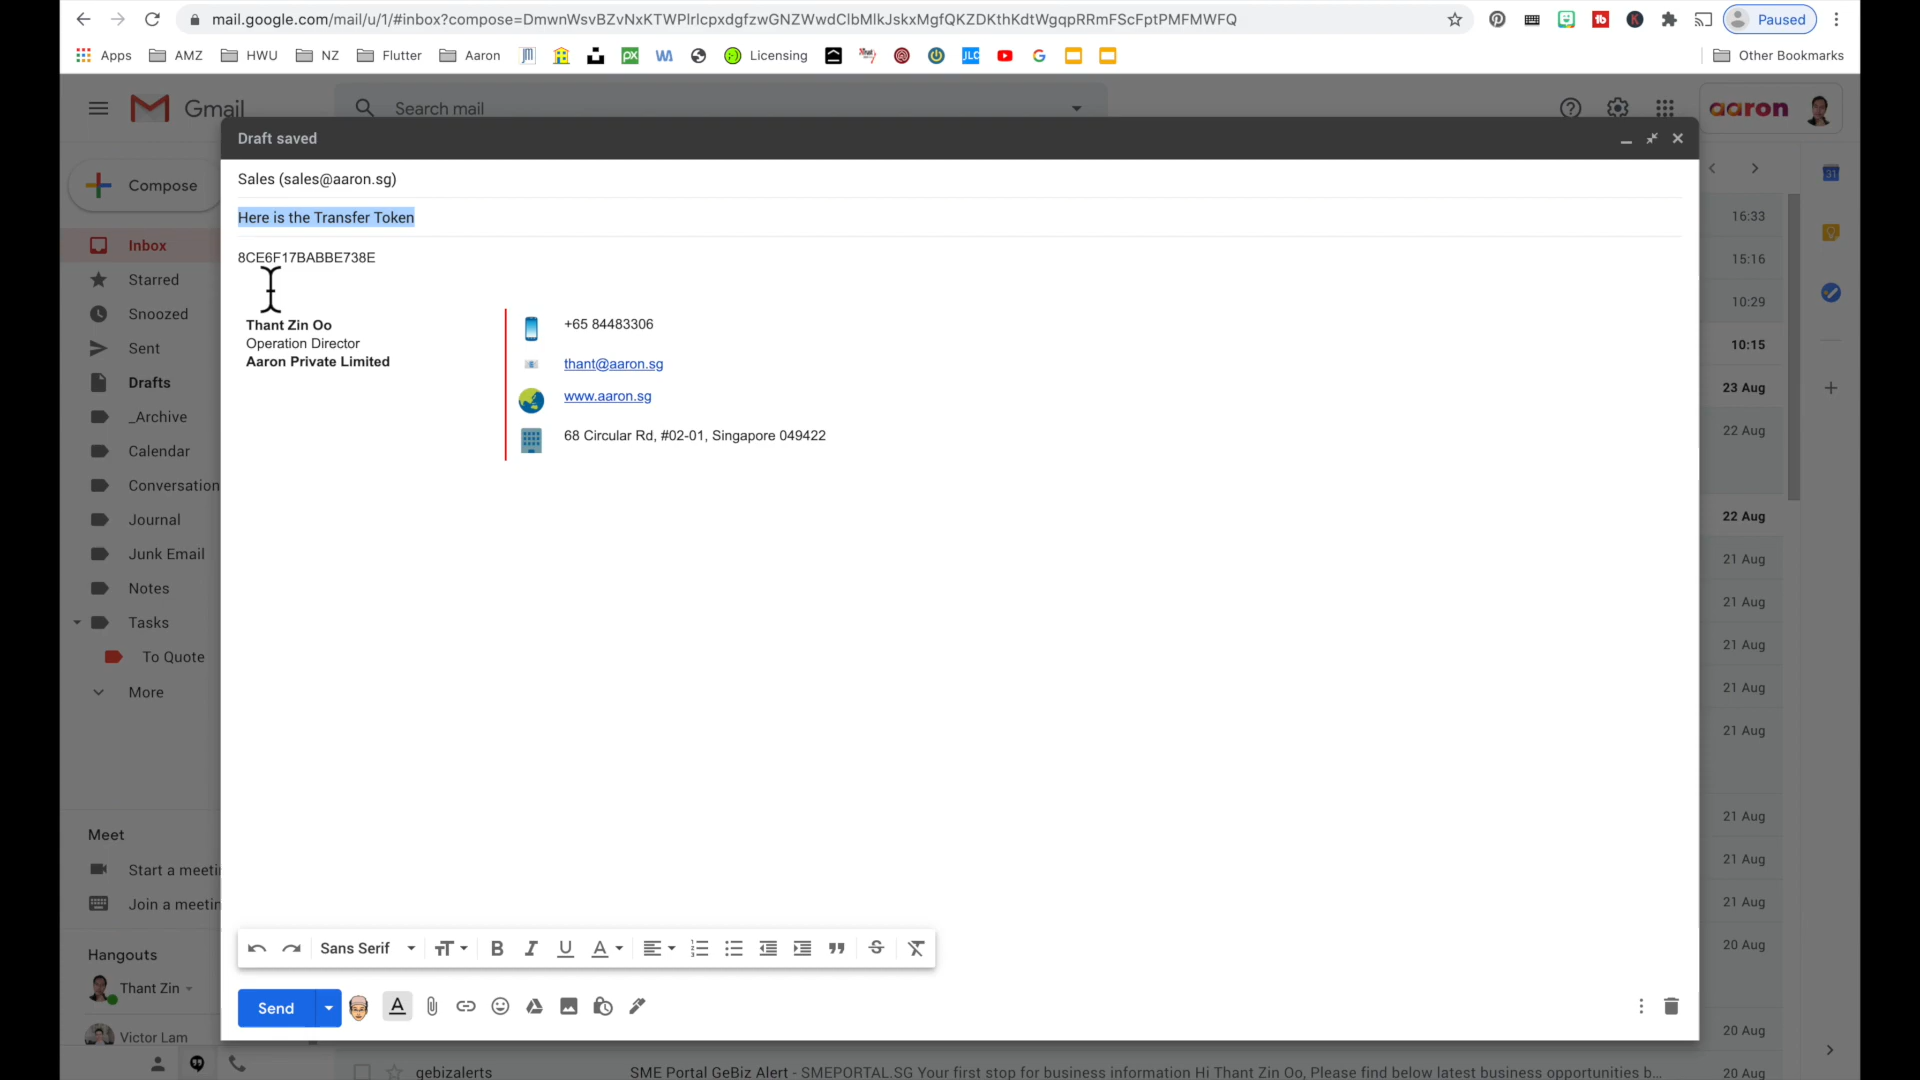 mail.google.com/mail/u/1/#inbox?compose=DmwnWsvBZvNxKTWPlrlcpxdgfzwGNZWwdClbMlkJskxMgfQKZDKthKdtWgqpRRmFScFptPMFMWFQ
Paused
Apps AMZ HWU NZ Flutter Aaron Licensing Other Bookmarks
Gmail
Search mail
aaron
Draft saved
Compose
Sales (sales@aaron.sg)
Here is the Transfer Token
8CE6F17BABBE738E
Thant Zin Oo
Operation Director
Aaron Private Limited
+65 84483306
thant@aaron.sg
www.aaron.sg
68 Circular Rd, #02-01, Singapore 049422
Inbox
Starred
Snoozed
Sent
Drafts
_Archive
Calendar
Conversation
Journal
Junk Email
Notes
Tasks
To Quote
More
Meet
Start a meeti
Join a meetin
Hangouts
Thant Zin
Victor Lam
16:33
15:16
10:29
10:15
23 Aug
22 Aug
22 Aug
21 Aug
21 Aug
21 Aug
21 Aug
21 Aug
21 Aug
21 Aug
21 Aug
20 Aug
20 Aug
20 Aug
31
Sans Serif
Send
gebizalerts SME Portal GeBiz Alert - SMEPORTAL.SG Your first stop for business information Hi Thant Zin Oo, Please find below latest business opportunities b...